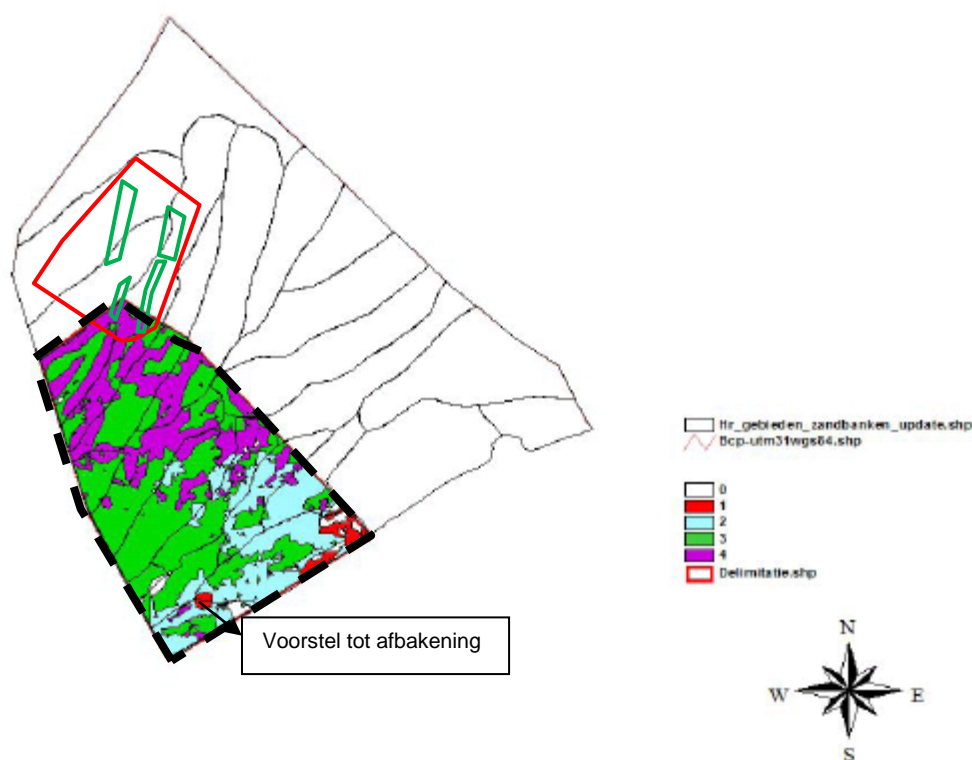 Hr_gebieden_zandbanken_update.shp
Bcp-utm31wgs84.shp
0
1
2
3
4
Delimitatie.shp
Voorstel tot afbakening
N
W E
S